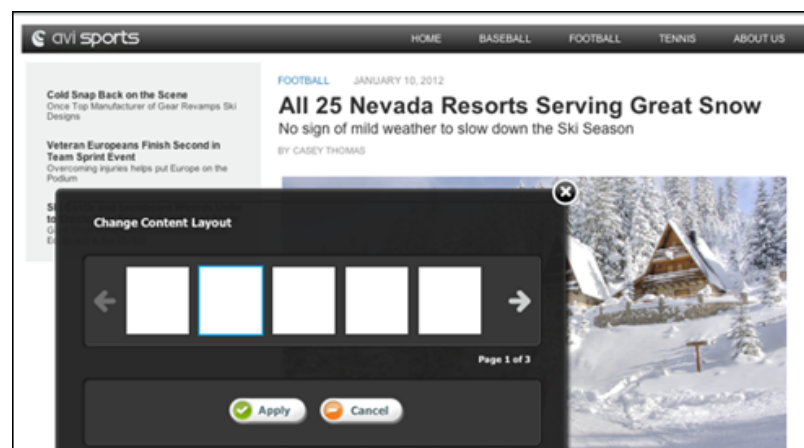 avi sports
HOME BASEBALL FOOTBALL TENNIS ABOUT US
Cold Snap Back on the Scene
Once Top Manufacturer of Gear Revamps Ski
Designs
Veteran Europeans Finish Second in
Team Sprint Event
Overcoming injuries helps put Europe on the
Podium
FOOTBALL JANUARY 10, 2012
All 25 Nevada Resorts Serving Great Snow
No sign of mild weather to slow down the Ski Season
BY CASEY THOMAS
Change Content Layout
Page 1 of 3
Apply Cancel